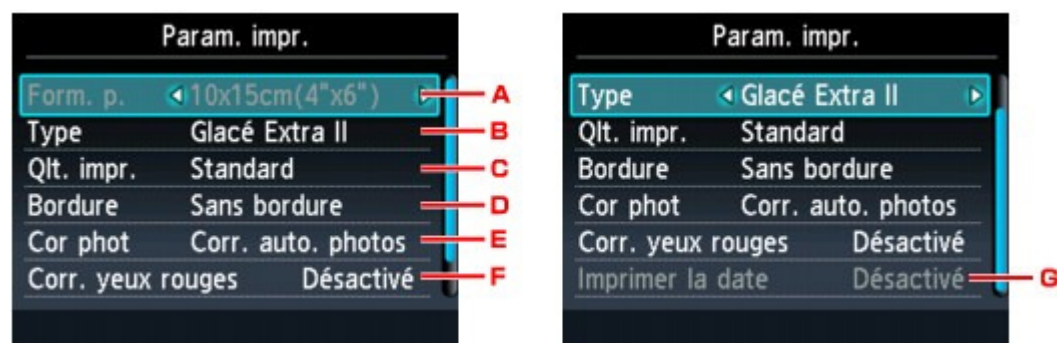 Param. impr.
Form. p. 10x15cm(4"x6") A
Type Glacé Extra II B
Qlt. impr. Standard C
Bordure Sans bordure D
Cor phot Corr. auto. photos E
Corr. yeux rouges Désactivé F
Param. impr.
Type Glacé Extra II
Qlt. impr. Standard
Bordure Sans bordure
Cor phot Corr. auto. photos
Corr. yeux rouges Désactivé
Imprimer la date Désactivé G